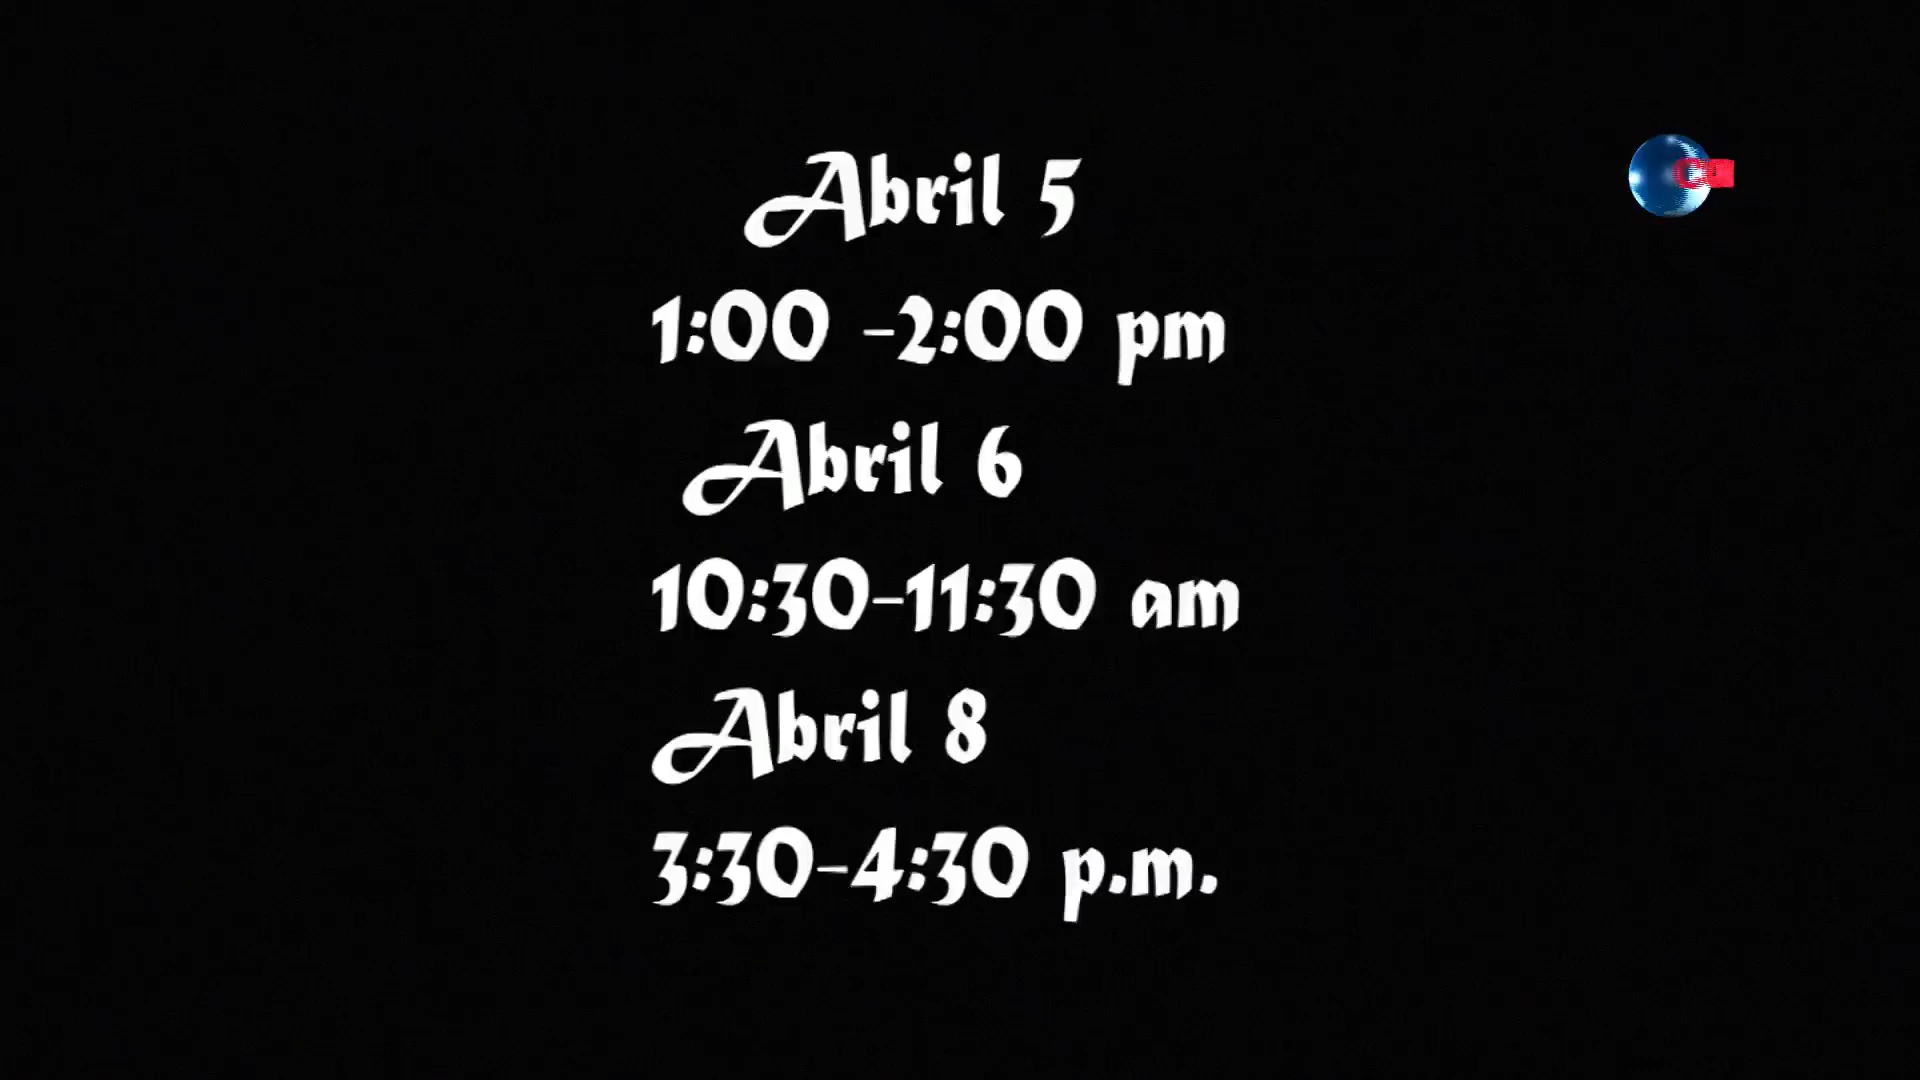 Abril 5
1:00 -2:00 pm
Abril 6
10:30-11:30 am
Abril 8
3:30-4:30 p.m.